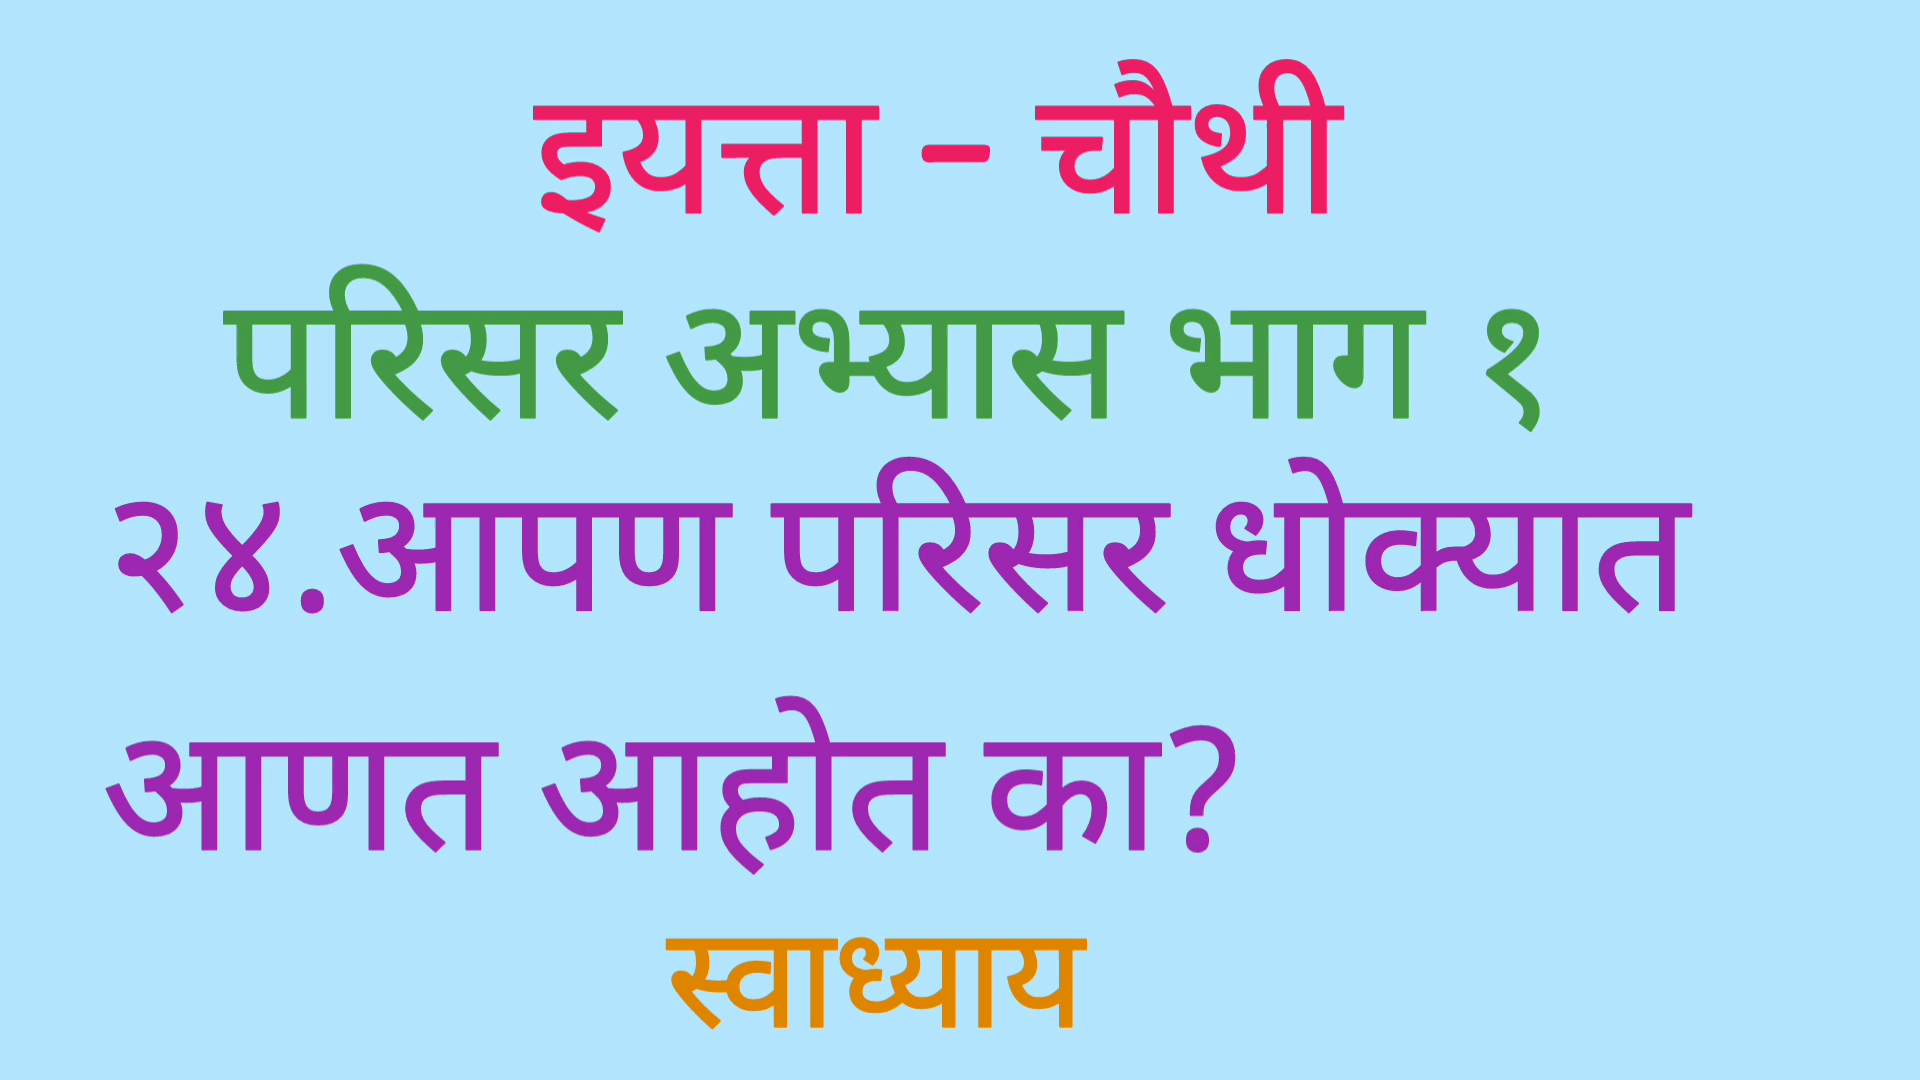 इयत्ता – चौथी
परिसर अभ्यास भाग १
२४.आपण परिसर धोक्यात
आणत आहोत का?
स्वाध्याय